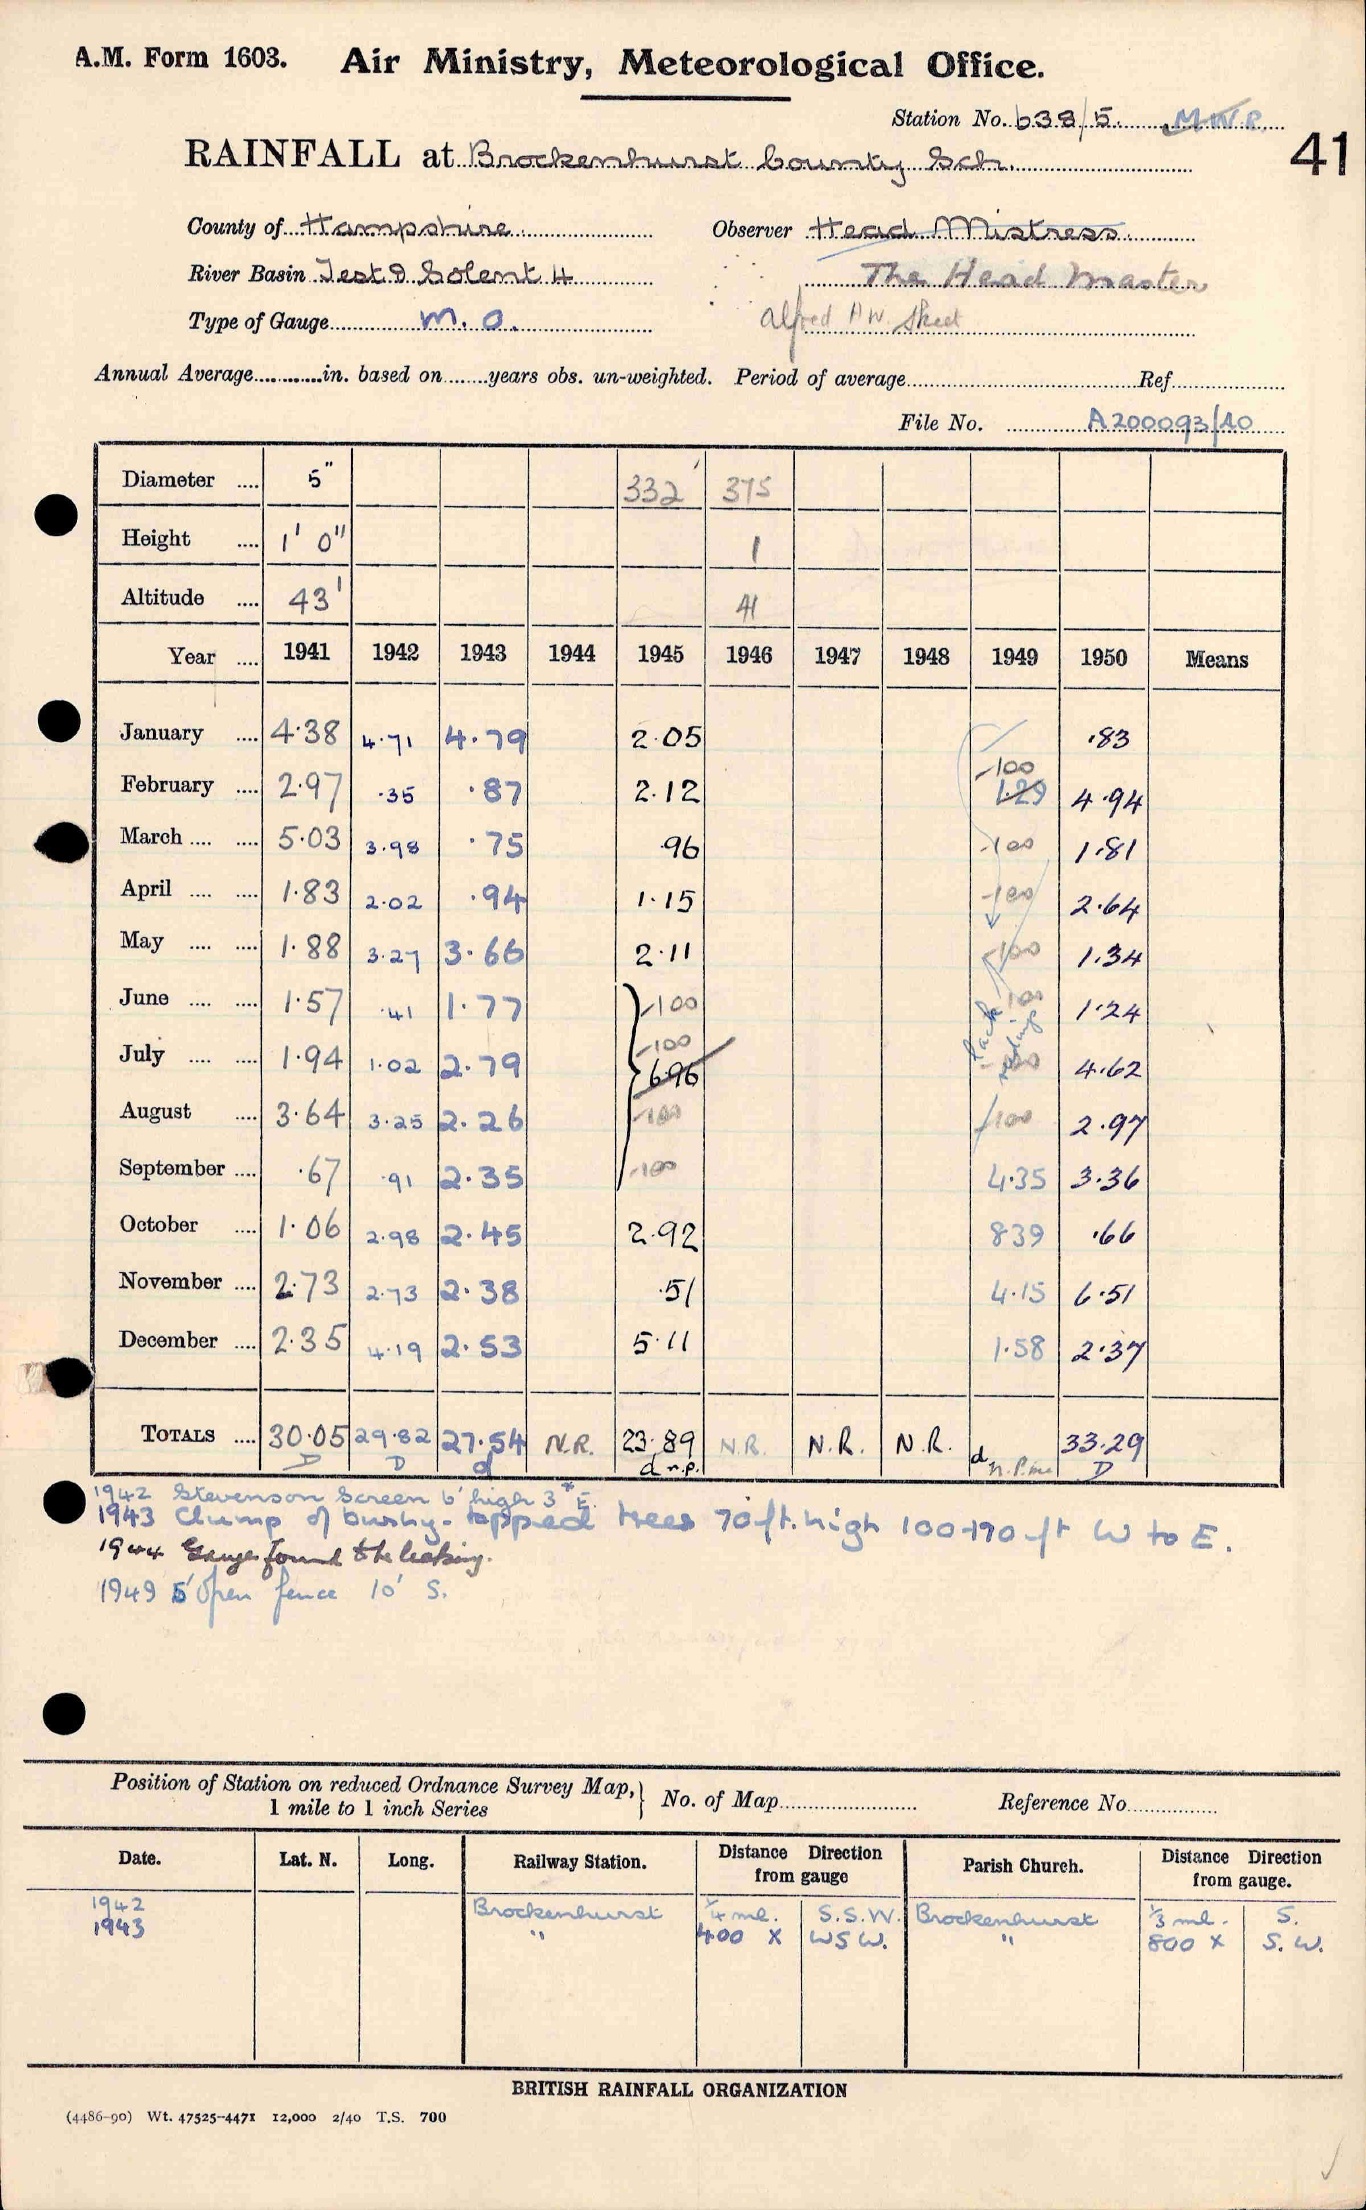 A.M. Form 1603. Air Ministry, Meteorological Office.
Station No. 638/5. M.W.R.
41
RAINFALL at Brockenhurst County Sch.
County of Hampshire Observer Head Mistress
River Basin Test & Solent 4 The Head Master
Type of Gauge M.O. Alfred Sheet
Annual Average............in. based on........years obs. un-weighted. Period of average............Ref............
File No. A200093/40
Diameter .... 5" 332' 375
Height .... 1' 0" 1
Altitude .... 43' 41
Year .... 1941 1942 1943 1944 1945 1946 1947 1948 1949 1950 Means
January .... 4.38 4.71 4.79 2.05 .83
-100
February .... 2.97 .35 .87 2.12 1.29 4.94
March .... .... 5.03 3.98 .75 .96 -100 1.81
April .... .... 1.83 2.02 .94 1.15 -100 2.64
May .... .... 1.88 3.27 3.66 2.11 -100 1.34
June .... .... 1.57 .41 1.77 -100 -100 1.24
-100
July .... .... 1.94 1.02 2.79 6.96 -100 4.62
August .... 3.64 3.25 2.26 -100 -100 2.97
September .... .67 .91 2.35 -100 4.35 3.36
October .... 1.06 2.98 2.45 2.92 839 .66
November .... 2.73 2.73 2.38 .51 4.15 6.51
December .... 2.35 4.19 2.53 5.11 1.58 2.37
TOTALS .... 30.05 29.82 27.54 N.R. 23.89 N.R. N.R. N.R. d 33.29
D D d d n.p. D
1942 Stevenson Screen 6' high 3" E.
1943 Clump of bushy-topped trees 70 ft. high 100-170 ft W to E.
1944 Gauge found to be leaking.
1949 5' open fence 10' S.
Position of Station on reduced Ordnance Survey Map, } No. of Map............ Reference No............
1 mile to 1 inch Series
Date. Lat. N. Long. Railway Station. Distance Direction from gauge Parish Church. Distance Direction from gauge.
1942 Brockenhurst 1/4 ml. S.S.W. Brockenhurst 1/3 ml. S.
1943 " 400 X WSW. " 800 X S.W.
BRITISH RAINFALL ORGANIZATION
(4486-90) Wt. 47525-4471 12,000 2/40 T.S. 700